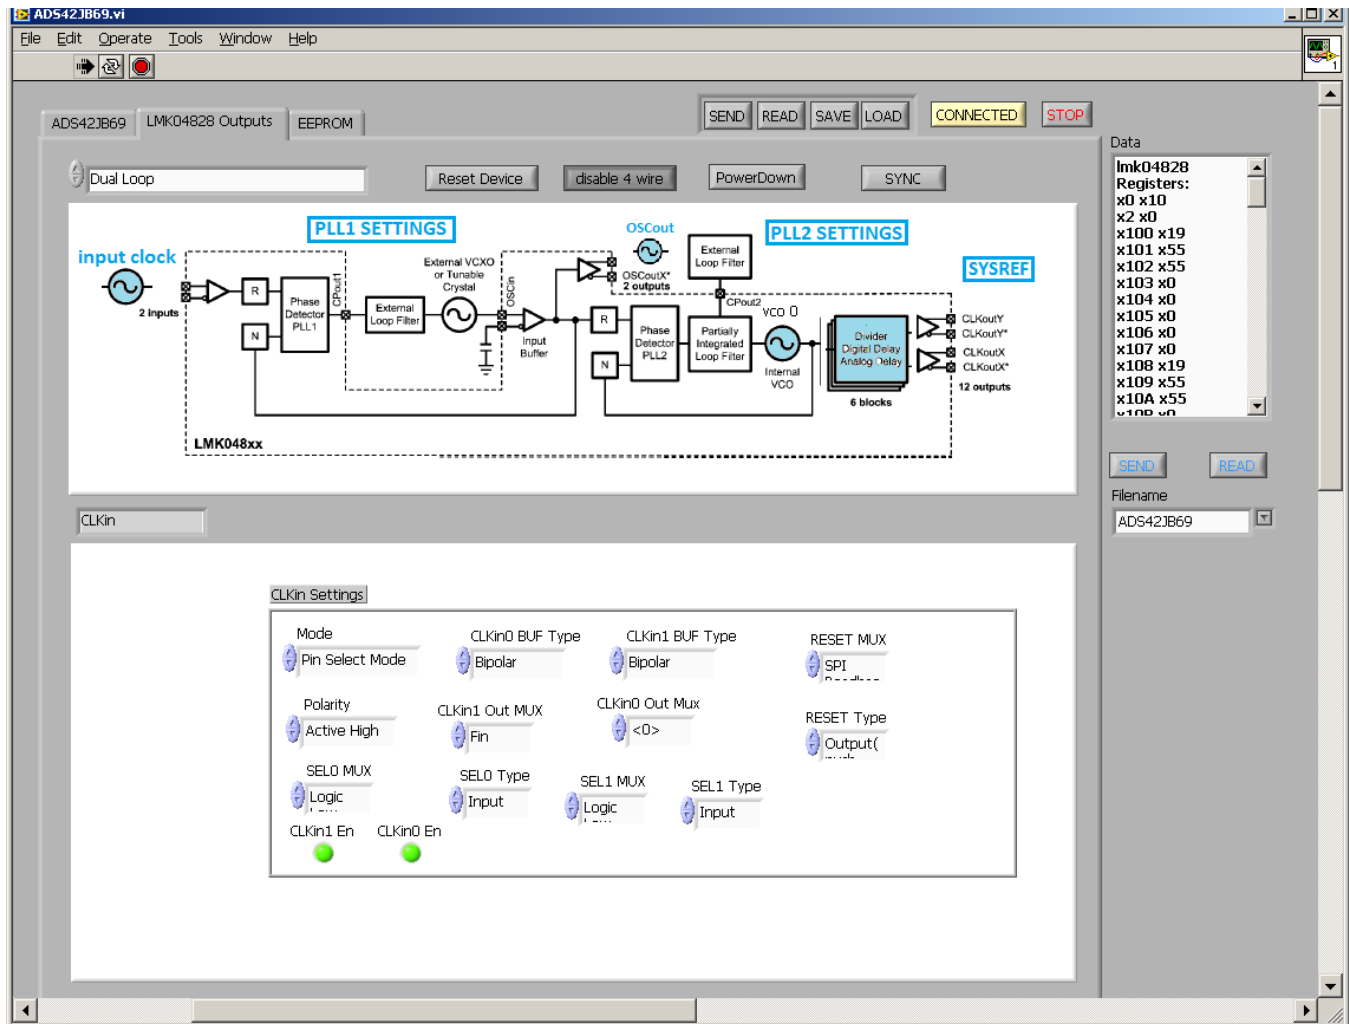 ADS42JB69.vi
File Edit Operate Tools Window Help
1
ADS42JB69 LMK04828 Outputs EEPROM
SEND READ SAVE LOAD CONNECTED STOP
Dual Loop Reset Device disable 4 wire PowerDown SYNC
input clock
2 inputs
PLL1 SETTINGS
R
N
Phase
Detector
PLL1
CPout1
External
Loop Filter
External VCXO
or Tunable
Crystal
OSCin
Input
Buffer
OSCout
OSCoutX*
2 outputs
PLL2 SETTINGS
External
Loop Filter
R
N
Phase
Detector
PLL2
CPout2
Partially
Integrated
Loop Filter
VCO 0
Internal
VCO
Divider
Digital Delay
Analog Delay
6 blocks
SYSREF
CLKoutY
CLKoutY*
CLKoutX
CLKoutX*
12 outputs
LMK048xx
CLKin
CLKin Settings
Mode
Pin Select Mode
CLKin0 BUF Type
Bipolar
CLKin1 BUF Type
Bipolar
RESET MUX
SPI
Polarity
Active High
CLKin1 Out MUX
Fin
CLKin0 Out Mux
<0>
RESET Type
Output(
SEL0 MUX
Logic
SEL0 Type
Input
SEL1 MUX
Logic
SEL1 Type
Input
CLKin1 En CLKin0 En
Data
lmk04828
Registers:
x0 x10
x2 x0
x100 x19
x101 x55
x102 x55
x103 x0
x104 x0
x105 x0
x106 x0
x107 x0
x108 x19
x109 x55
x10A x55
x10B x0
SEND READ
Filename
ADS42JB69